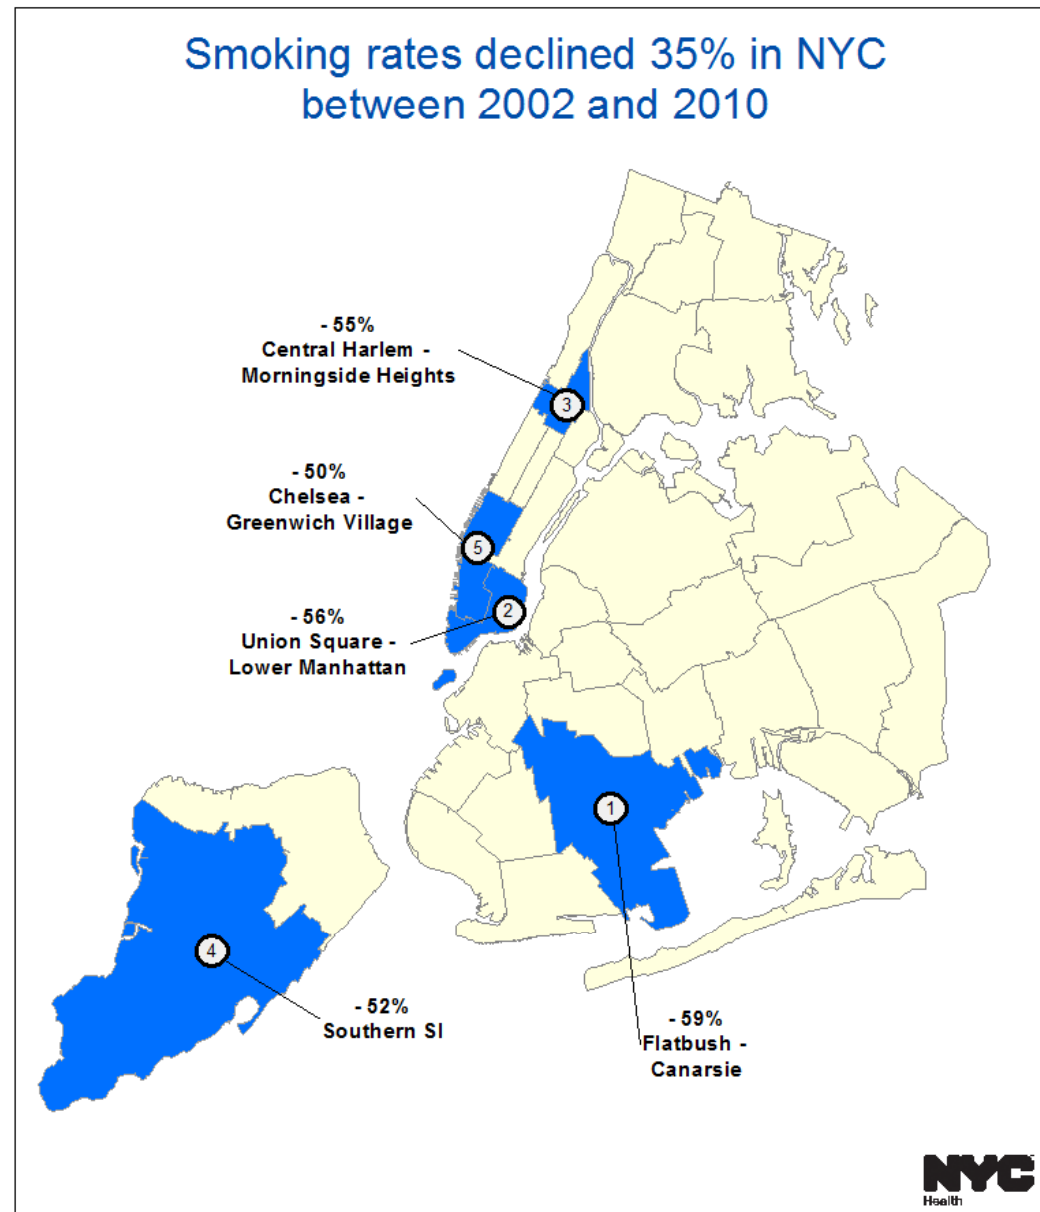 Smoking rates declined 35% in NYC
between 2002 and 2010
- 55%
Central Harlem -
Morningside Heights
3
- 50%
Chelsea -
Greenwich Village
5
- 56%
Union Square -
Lower Manhattan
2
1
4
- 52%
Southern SI
- 59%
Flatbush -
Canarsie
NYC
Health